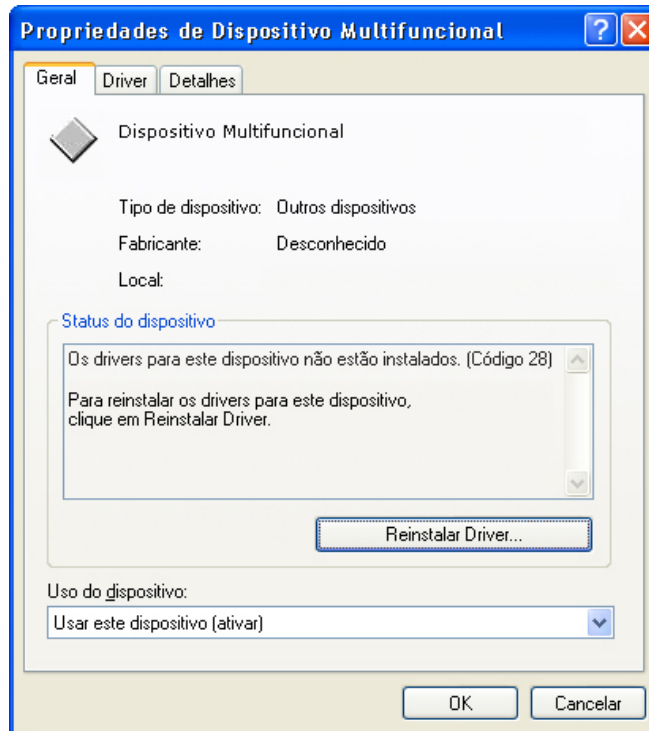 Propriedades de Dispositivo Multifuncional
Geral Driver Detalhes
Dispositivo Multifuncional
Tipo de dispositivo: Outros dispositivos
Fabricante: Desconhecido
Local:
Status do dispositivo
Os drivers para este dispositivo não estão instalados. (Código 28)
Para reinstalar os drivers para este dispositivo,
clique em Reinstalar Driver.
Reinstalar Driver...
Uso do dispositivo:
Usar este dispositivo (ativar)
OK Cancelar